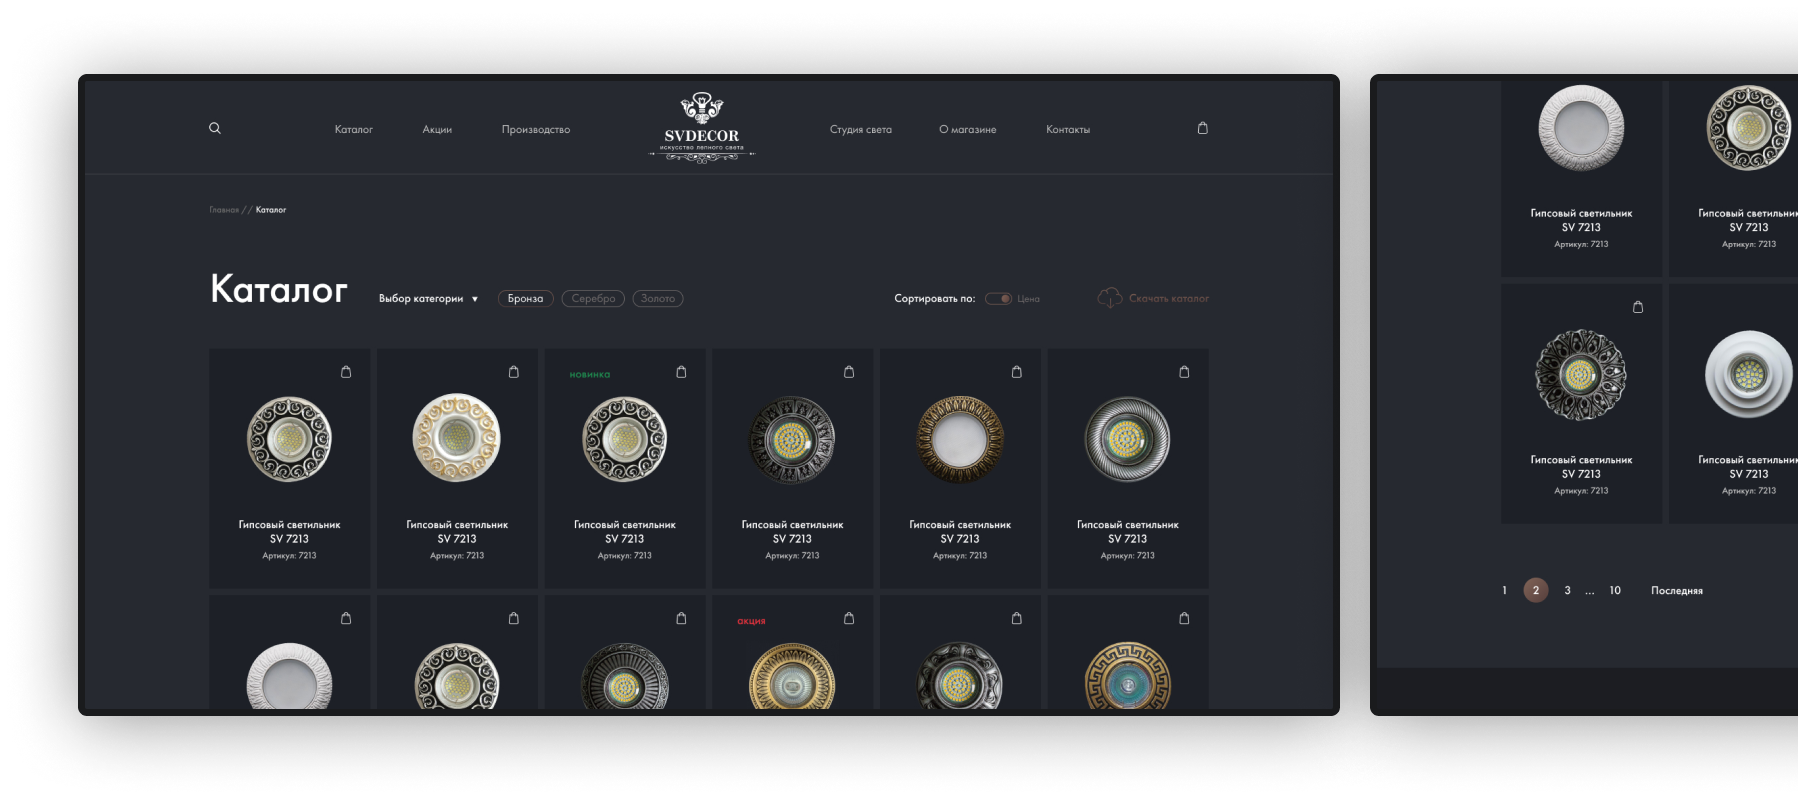 Каталог
Акции
Производство
SVDECOR
искусство лепного света
Студия света
О магазине
Контакты
Главная // Каталог
Каталог
Выбор категории ▼
Бронза
Серебро
Золото
Сортировать по:
Цена
Скачать каталог
новинка
Гипсовый светильник
SV 7213
Артикул: 7213
Гипсовый светильник
SV 7213
Артикул: 7213
Гипсовый светильник
SV 7213
Артикул: 7213
Гипсовый светильник
SV 7213
Артикул: 7213
Гипсовый светильник
SV 7213
Артикул: 7213
Гипсовый светильник
SV 7213
Артикул: 7213
акция
Гипсовый светильник
SV 7213
Артикул: 7213
Гипсовый светильник
SV 7213
Артикул: 7213
Гипсовый светильник
SV 7213
Артикул: 7213
Гипсовый светильник
SV 7213
Артикул: 7213
1 2 3 ... 10 Последняя